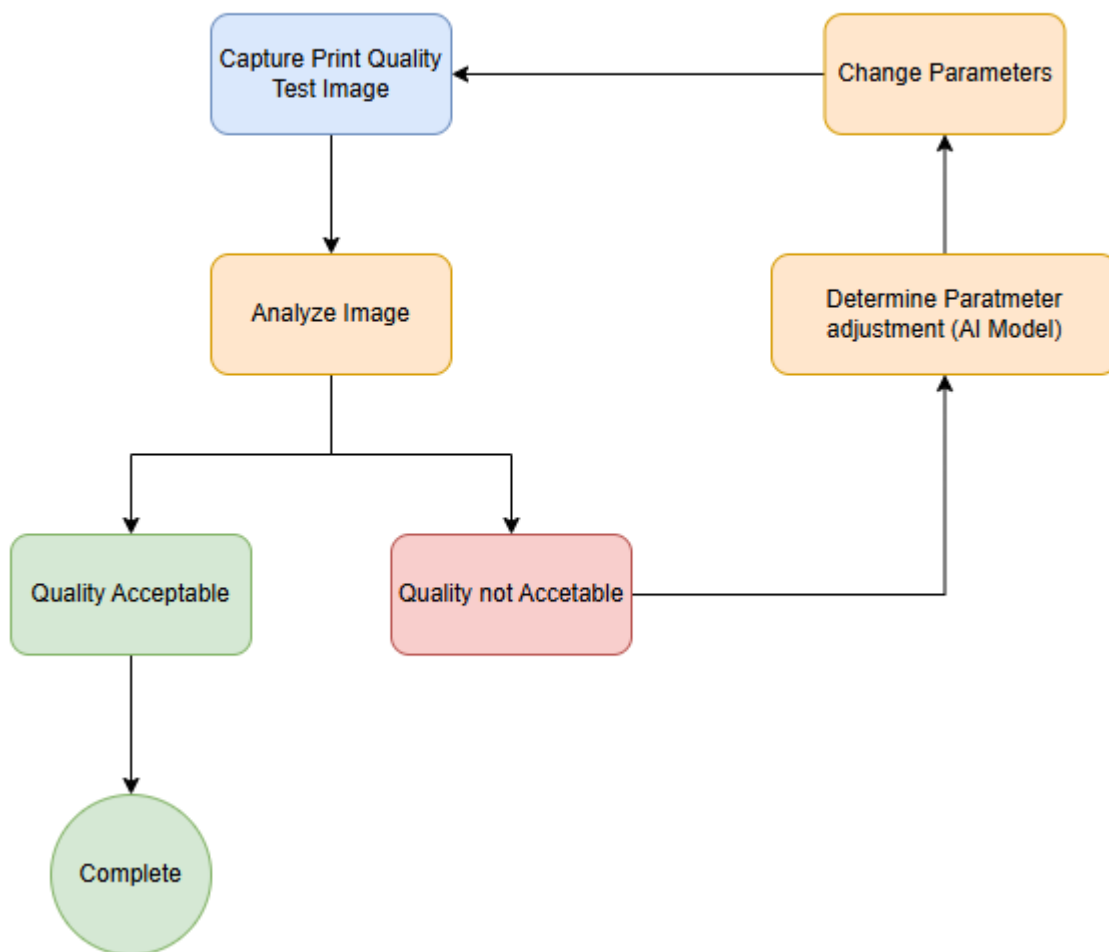 Capture Print Quality
Test Image
Change Parameters
Analyze Image
Determine Paratmeter
adjustment (AI Model)
Quality Acceptable
Quality not Accetable
Complete